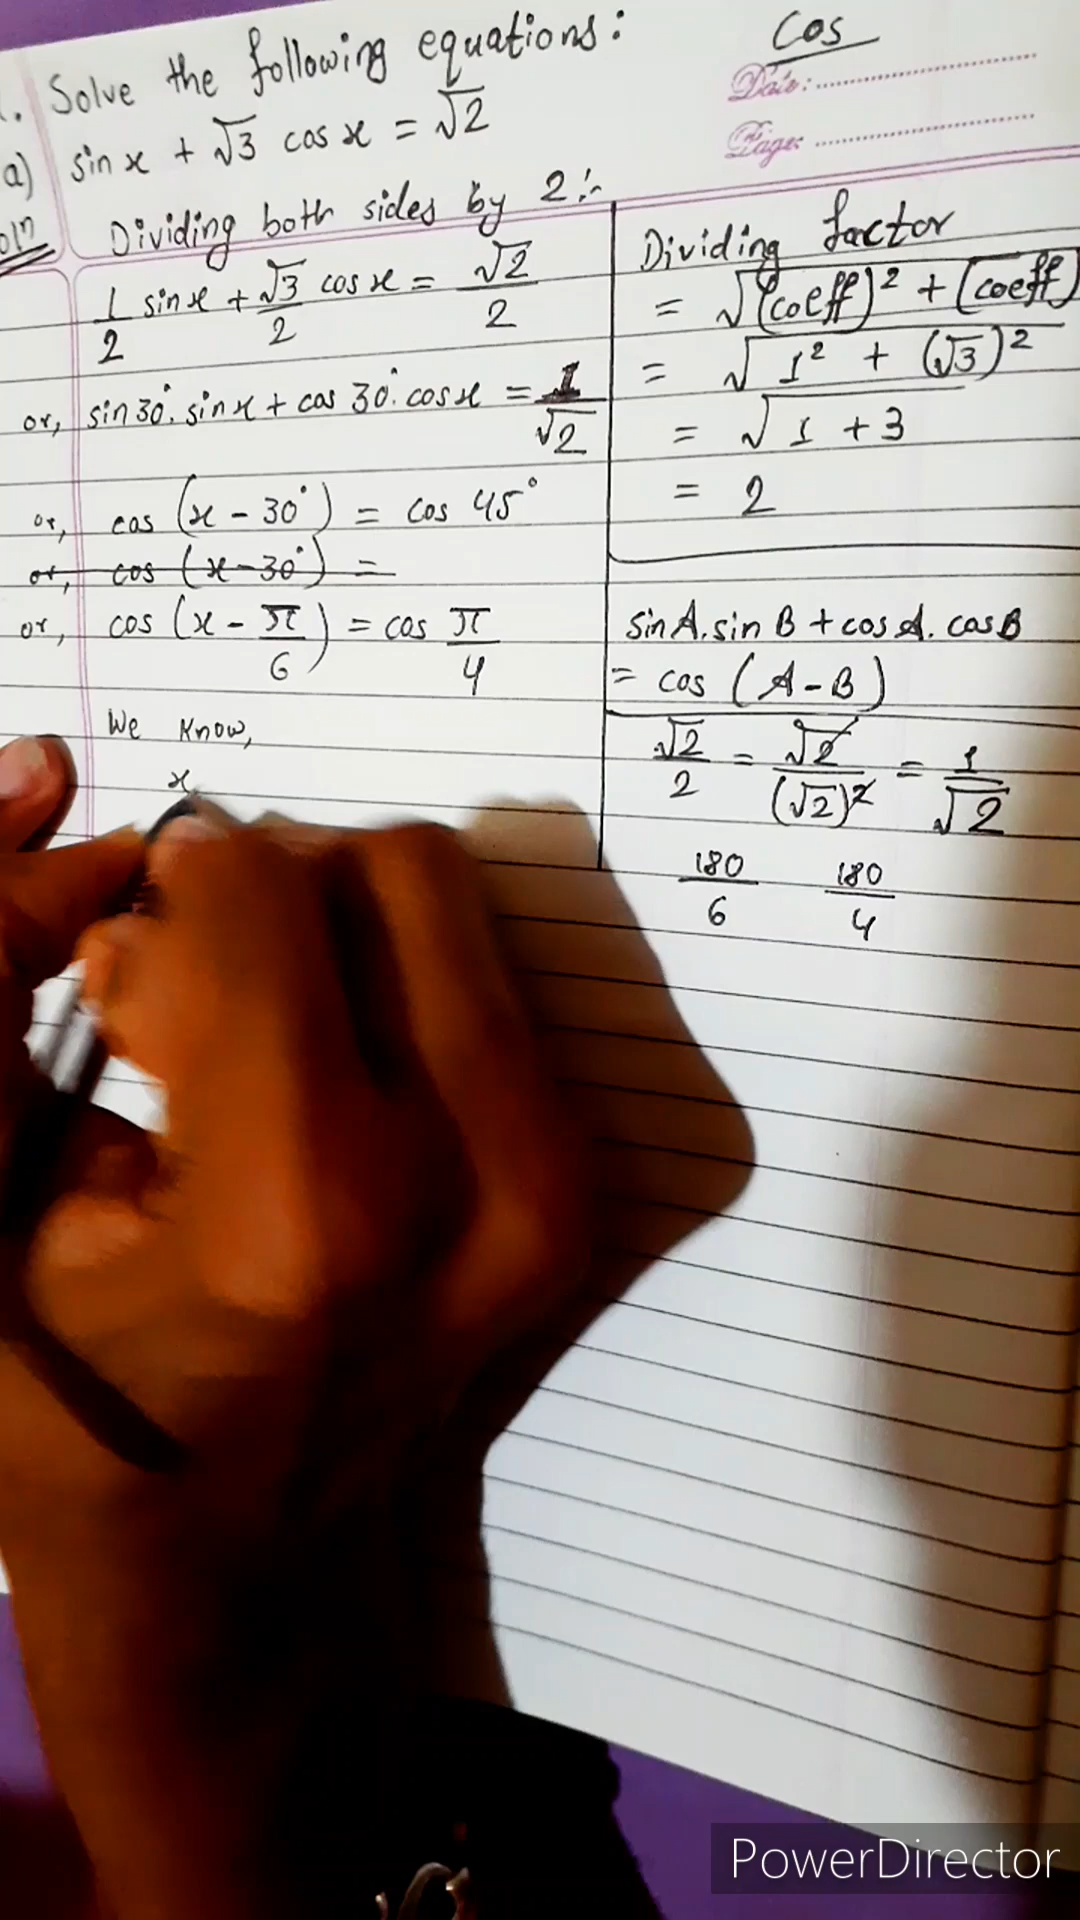 1. Solve the following equations:
Cos
Date:
Page:
a) sin x + √3 cos x = √2
Soln
Dividing both sides by 2:-
1/2 sin x + √3/2 cos x = √2/2
or, sin 30°. sin x + cos 30°. cos x = 1/√2
or, cos (x - 30°) = cos 45°
or, cos (x - 30°) =
or, cos (x - π/6) = cos π/4
We know,
x
Dividing factor
= √(coeff)² + (coeff)
= √1² + (√3)²
= √1 + 3
= 2
sin A. sin B + cos A. cos B
= cos (A - B)
√2/2 = √2/(√2)² = 1/√2
180/6 180/4
PowerDirector